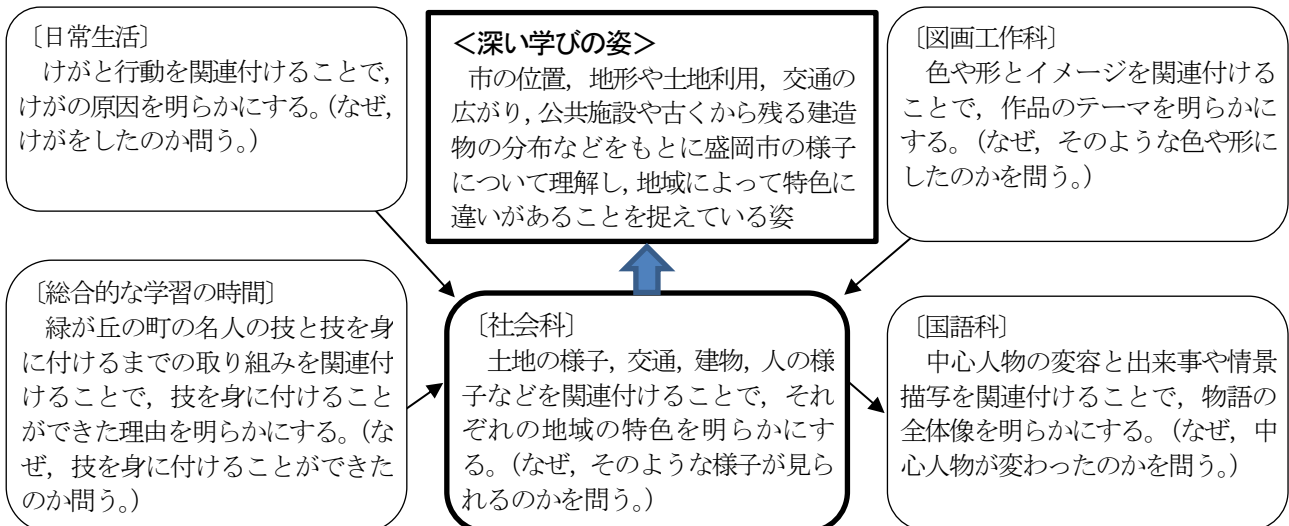 〔日常生活〕
けがと行動を関連付けることで，
けがの原因を明らかにする。（なぜ，
けがをしたのか問う。）
＜深い学びの姿＞
市の位置，地形や土地利用，交通の
広がり，公共施設や古くから残る建造
物の分布などをもとに盛岡市の様子
について理解し，地域によって特色に
違いがあることを捉えている姿
〔図画工作科〕
色や形とイメージを関連付ける
ことで，作品のテーマを明らかに
する。（なぜ，そのような色や形に
したのかを問う。）
〔総合的な学習の時間〕
緑が丘の町の名人の技と技を身
に付けるまでの取り組みを関連付
けることで，技を身に付けること
ができた理由を明らかにする。（な
ぜ，技を身に付けることができた
のか問う。）
〔社会科〕
土地の様子，交通，建物，人の様
子などを関連付けることで，それ
ぞれの地域の特色を明らかにす
る。（なぜ，そのような様子が見ら
れるのかを問う。）
〔国語科〕
中心人物の変容と出来事や情景
描写を関連付けることで，物語の
全体像を明らかにする。（なぜ，中
心人物が変わったのかを問う。）